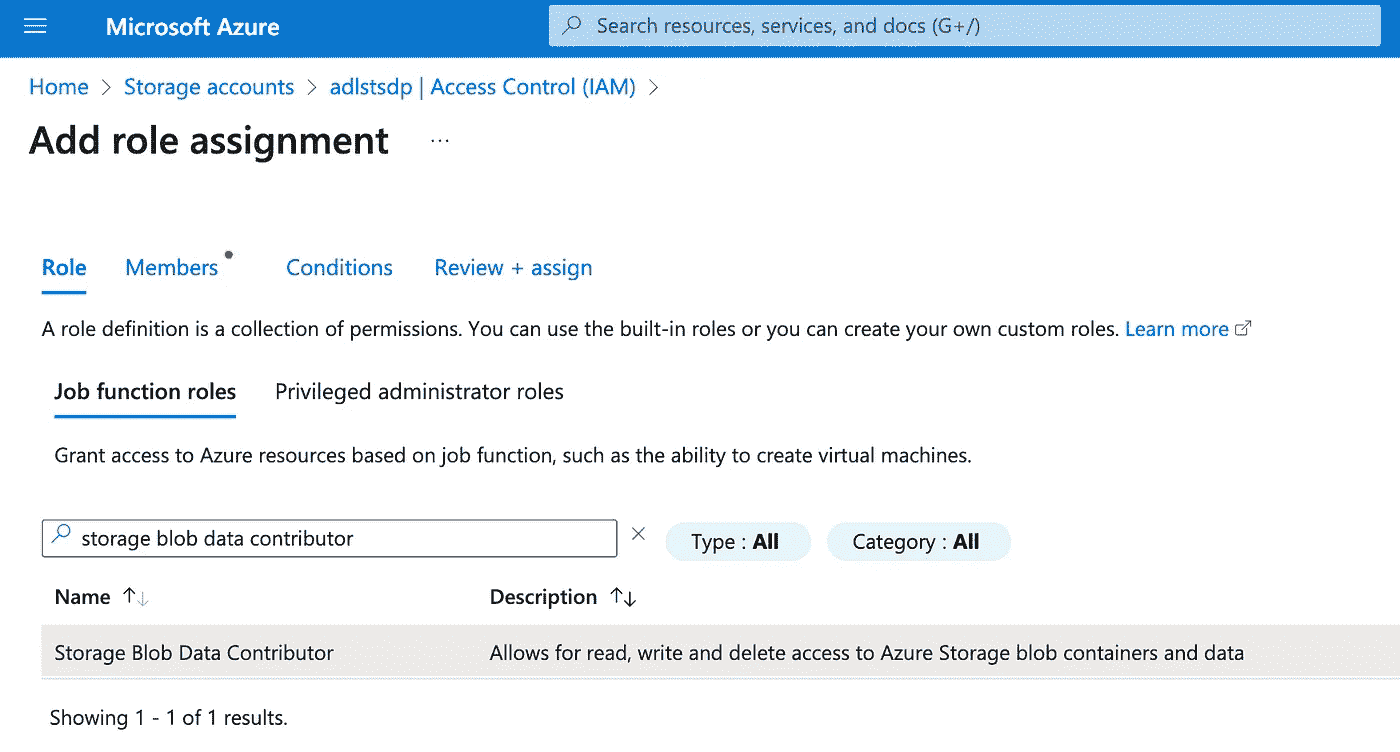 Microsoft Azure
Search resources, services, and docs (G+/)
Home > Storage accounts > adlstsdp | Access Control (IAM) >
Add role assignment ...
Role Members Conditions Review + assign
A role definition is a collection of permissions. You can use the built-in roles or you can create your own custom roles. Learn more
Job function roles Privileged administrator roles
Grant access to Azure resources based on job function, such as the ability to create virtual machines.
storage blob data contributor Type : All Category : All
Name ↑↓ Description ↑↓
Storage Blob Data Contributor Allows for read, write and delete access to Azure Storage blob containers and data
Showing 1 - 1 of 1 results.